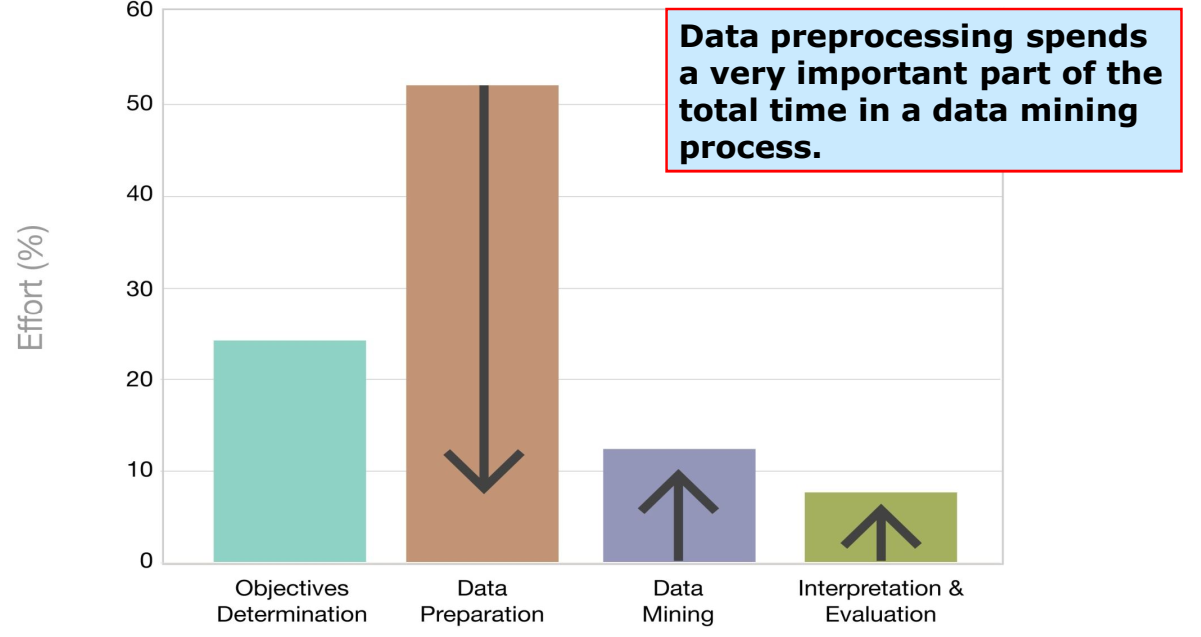 60
Data preprocessing spends
a very important part of the
total time in a data mining
process.
50
40
30
20
10
0
Effort (%)
Objectives
Determination
Data
Preparation
Data
Mining
Interpretation &
Evaluation